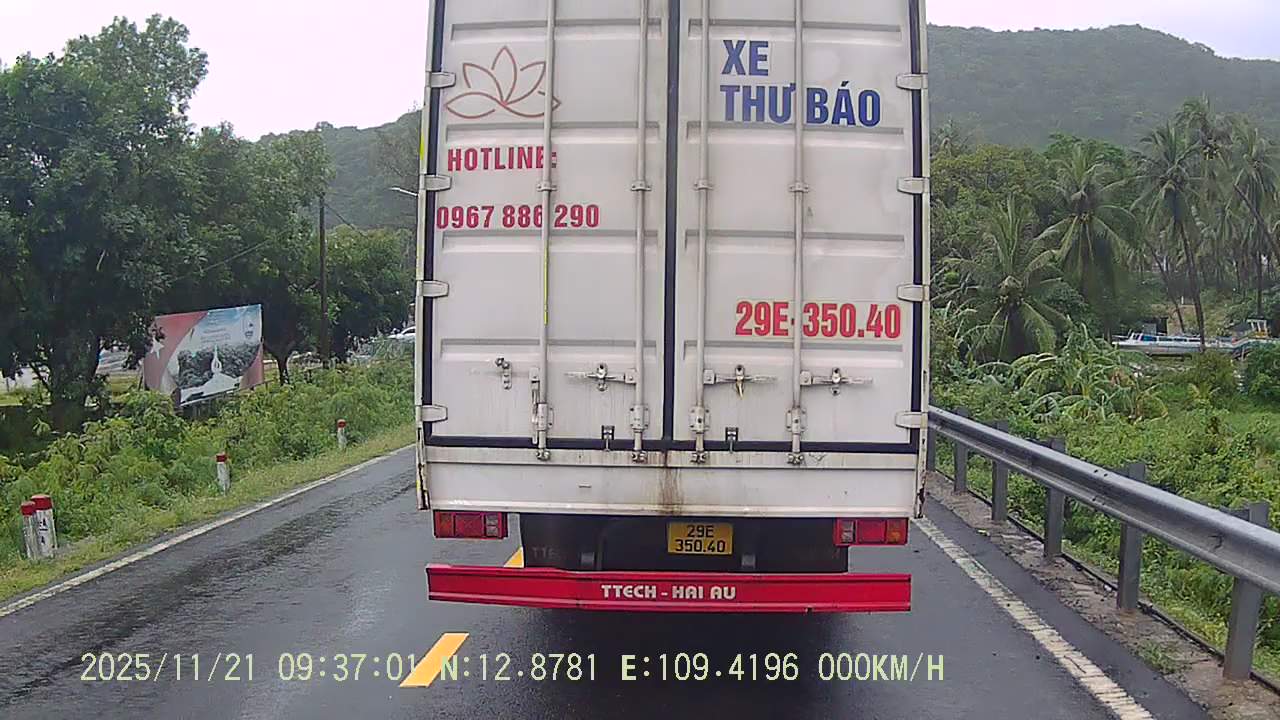 XE
THƯ BÁO
HOTLINE:
0967 886 290
29E-350.40
29E
350.40
TTECH - HAI AU
2025/11/21 09:37:01 N:12.8781 E:109.4196 000KM/H